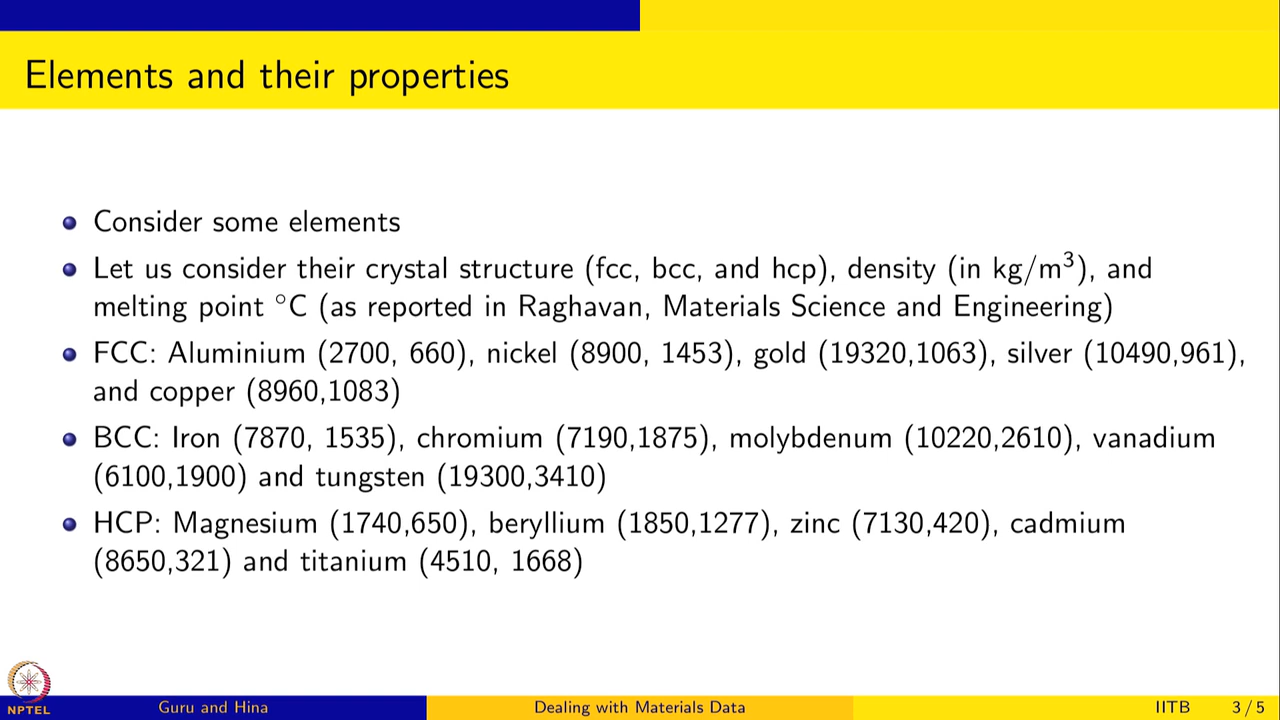 Elements and their properties
Consider some elements
Let us consider their crystal structure (fcc, bcc, and hcp), density (in kg/m³), and
melting point °C (as reported in Raghavan, Materials Science and Engineering)
FCC: Aluminium (2700, 660), nickel (8900, 1453), gold (19320,1063), silver (10490,961),
and copper (8960,1083)
BCC: Iron (7870, 1535), chromium (7190,1875), molybdenum (10220,2610), vanadium
(6100,1900) and tungsten (19300,3410)
HCP: Magnesium (1740,650), beryllium (1850,1277), zinc (7130,420), cadmium
(8650,321) and titanium (4510, 1668)
NPTEL
Guru and Hina
Dealing with Materials Data
IITB
3 / 5